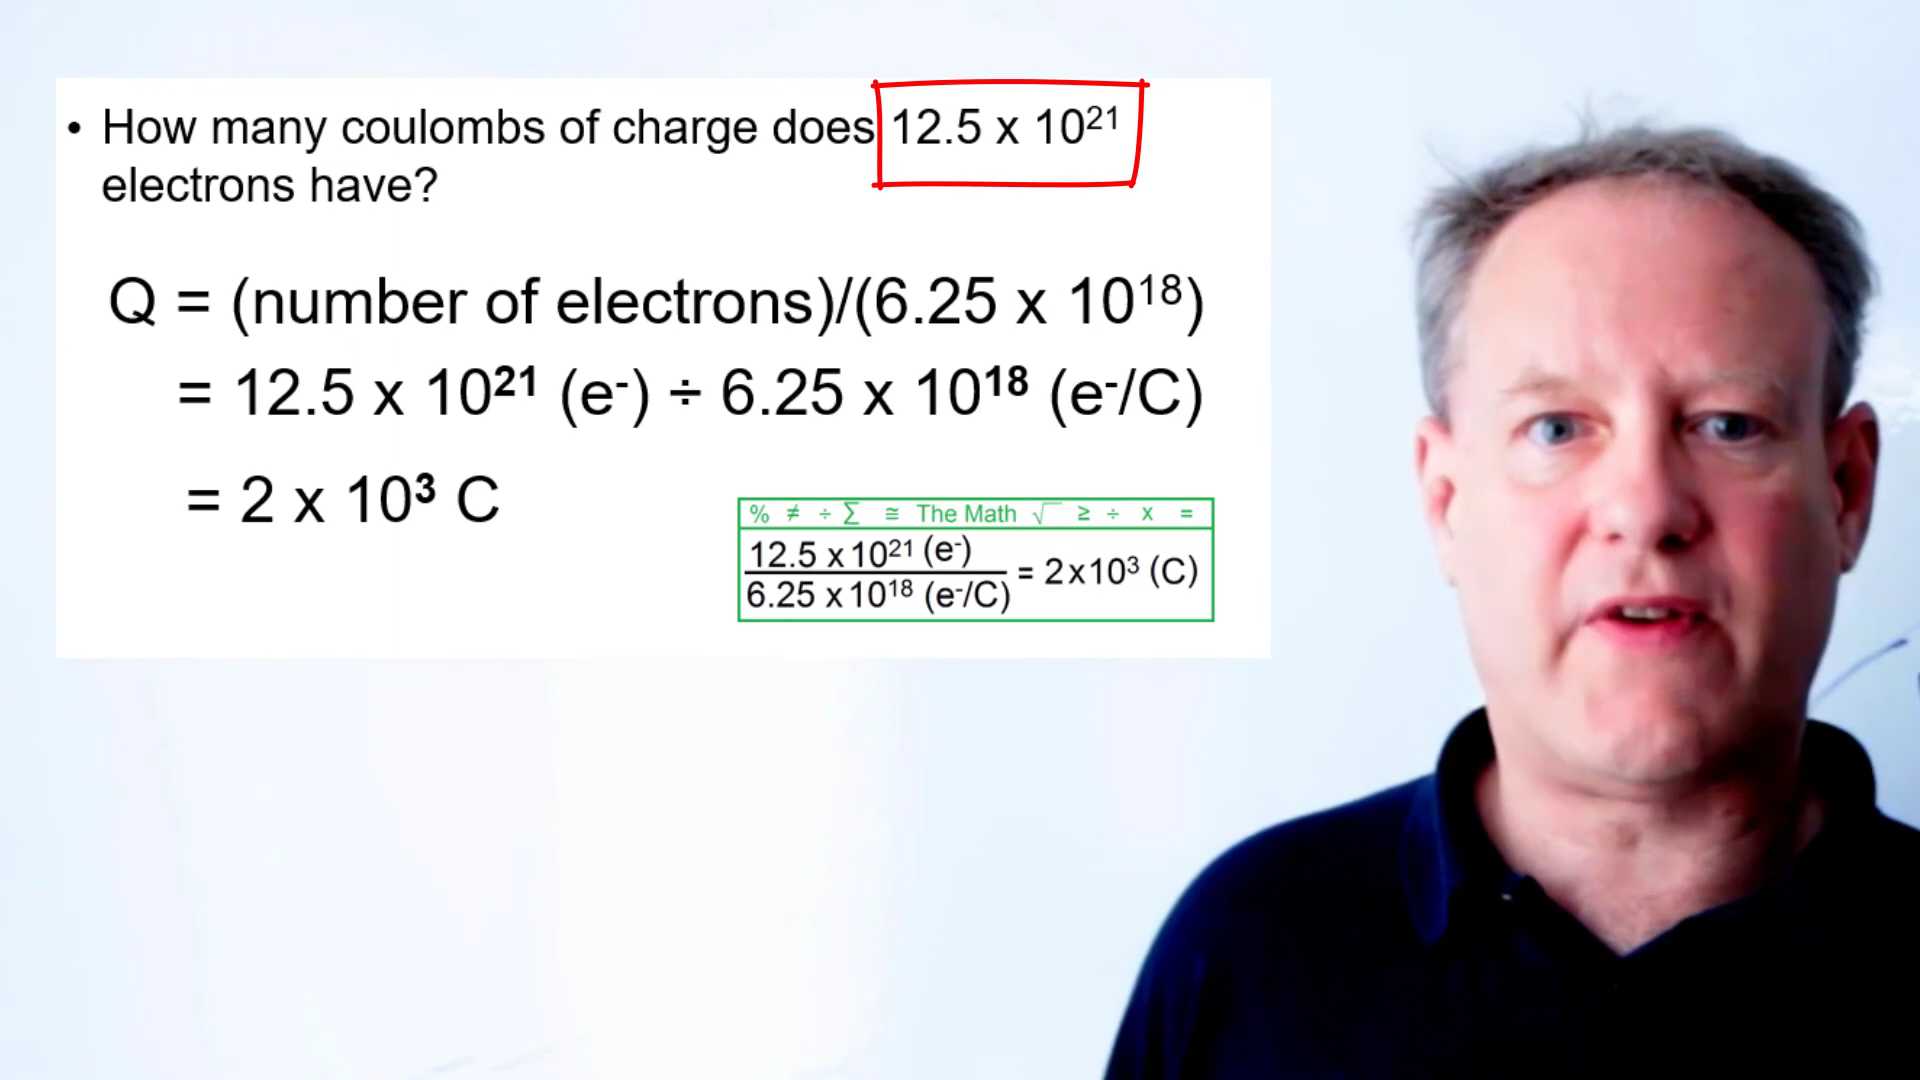 • How many coulombs of charge does 12.5 x 10²¹
electrons have?
Q = (number of electrons)/(6.25 x 10¹⁸)
= 12.5 x 10²¹ (e⁻) ÷ 6.25 x 10¹⁸ (e⁻/C)
= 2 x 10³ C
% ≠ ÷ ∑ ≅ The Math √ ≥ ÷ x =
12.5 x 10²¹ (e⁻)
6.25 x 10¹⁸ (e⁻/C)
= 2x10³ (C)